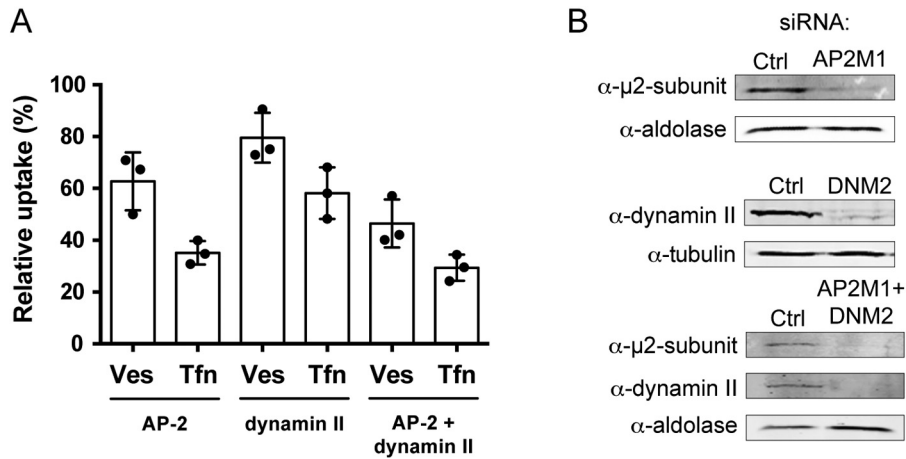 A
Relative uptake (%)
100
80
60
40
20
0
Ves Tfn Ves Tfn Ves Tfn
AP-2 dynamin II AP-2 +
dynamin II
B
siRNA:
Ctrl AP2M1
α-μ2-subunit
α-aldolase
Ctrl DNM2
α-dynamin II
α-tubulin
AP2M1+
Ctrl DNM2
α-μ2-subunit
α-dynamin II
α-aldolase